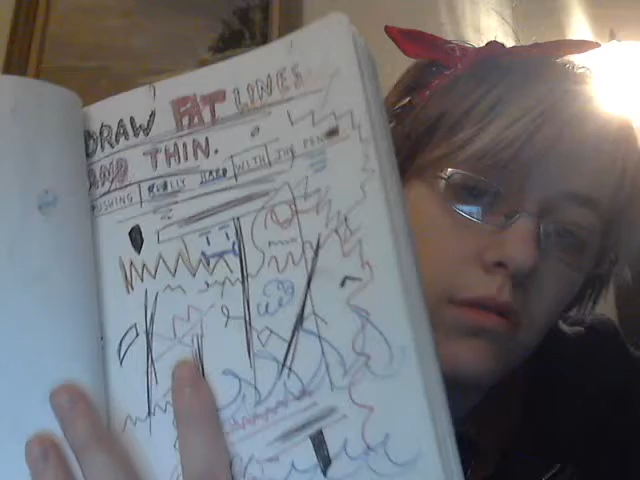 DRAW FAT LINES
AND THIN.
PUSHING REALLY HARD WITH THE PEN